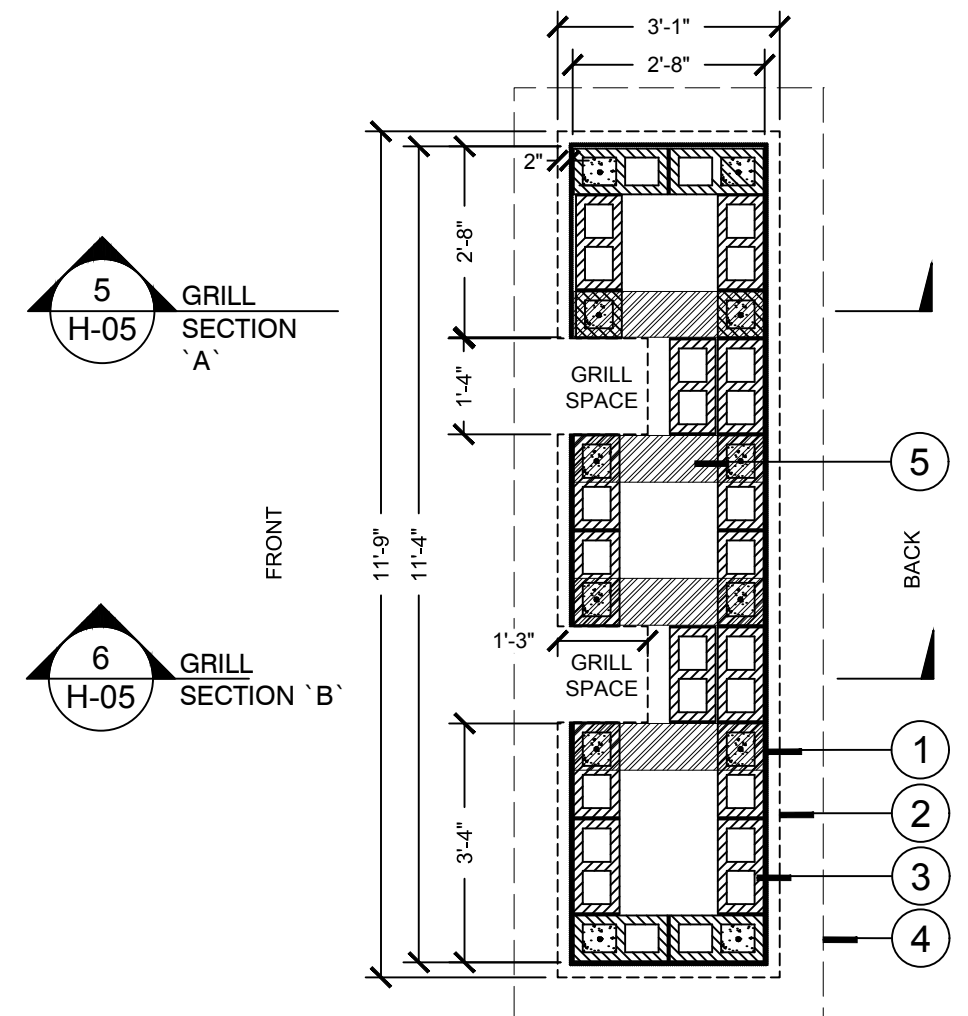 3'-1"
2'-8"
2"
2'-8"
5
H-05
GRILL
SECTION
`A`
1'-4"
GRILL
SPACE
5
FRONT
11'-9"
11'-4"
BACK
6
H-05
GRILL
SECTION `B`
1'-3"
GRILL
SPACE
1
2
3'-4"
3
4